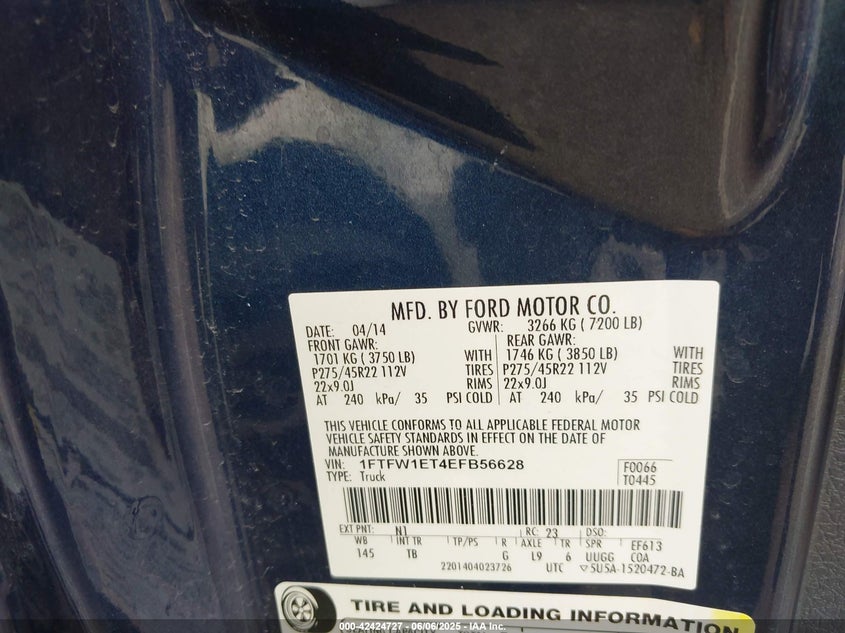 MFD. BY FORD MOTOR CO.
DATE: 04/14 GVWR: 3266 KG ( 7200 LB)
FRONT GAWR: REAR GAWR:
1701 KG ( 3750 LB) WITH 1746 KG ( 3850 LB) WITH
P275/45R22 112V TIRES P275/45R22 112V TIRES
22x9.0J RIMS 22x9.0J RIMS
AT 240 kPa/ 35 PSI COLD AT 240 kPa/ 35 PSI COLD
THIS VEHICLE CONFORMS TO ALL APPLICABLE FEDERAL MOTOR
VEHICLE SAFETY STANDARDS IN EFFECT ON THE DATE OF
MANUFACTURE SHOWN ABOVE.
VIN: 1FTFW1ET4EFB56628 F0066
TYPE: Truck T0445
EXT PNT: N1 RC: 23 DSO:
WB INT TR TP/PS R AXLE TR SPR EF613
145 TB G L9 6 UUGG COA
2201404023726 UTC ▽5U5A-1520472-BA
TIRE AND LOADING INFORMATION
000-42424727 - 06/06/2025 - IAA Inc.